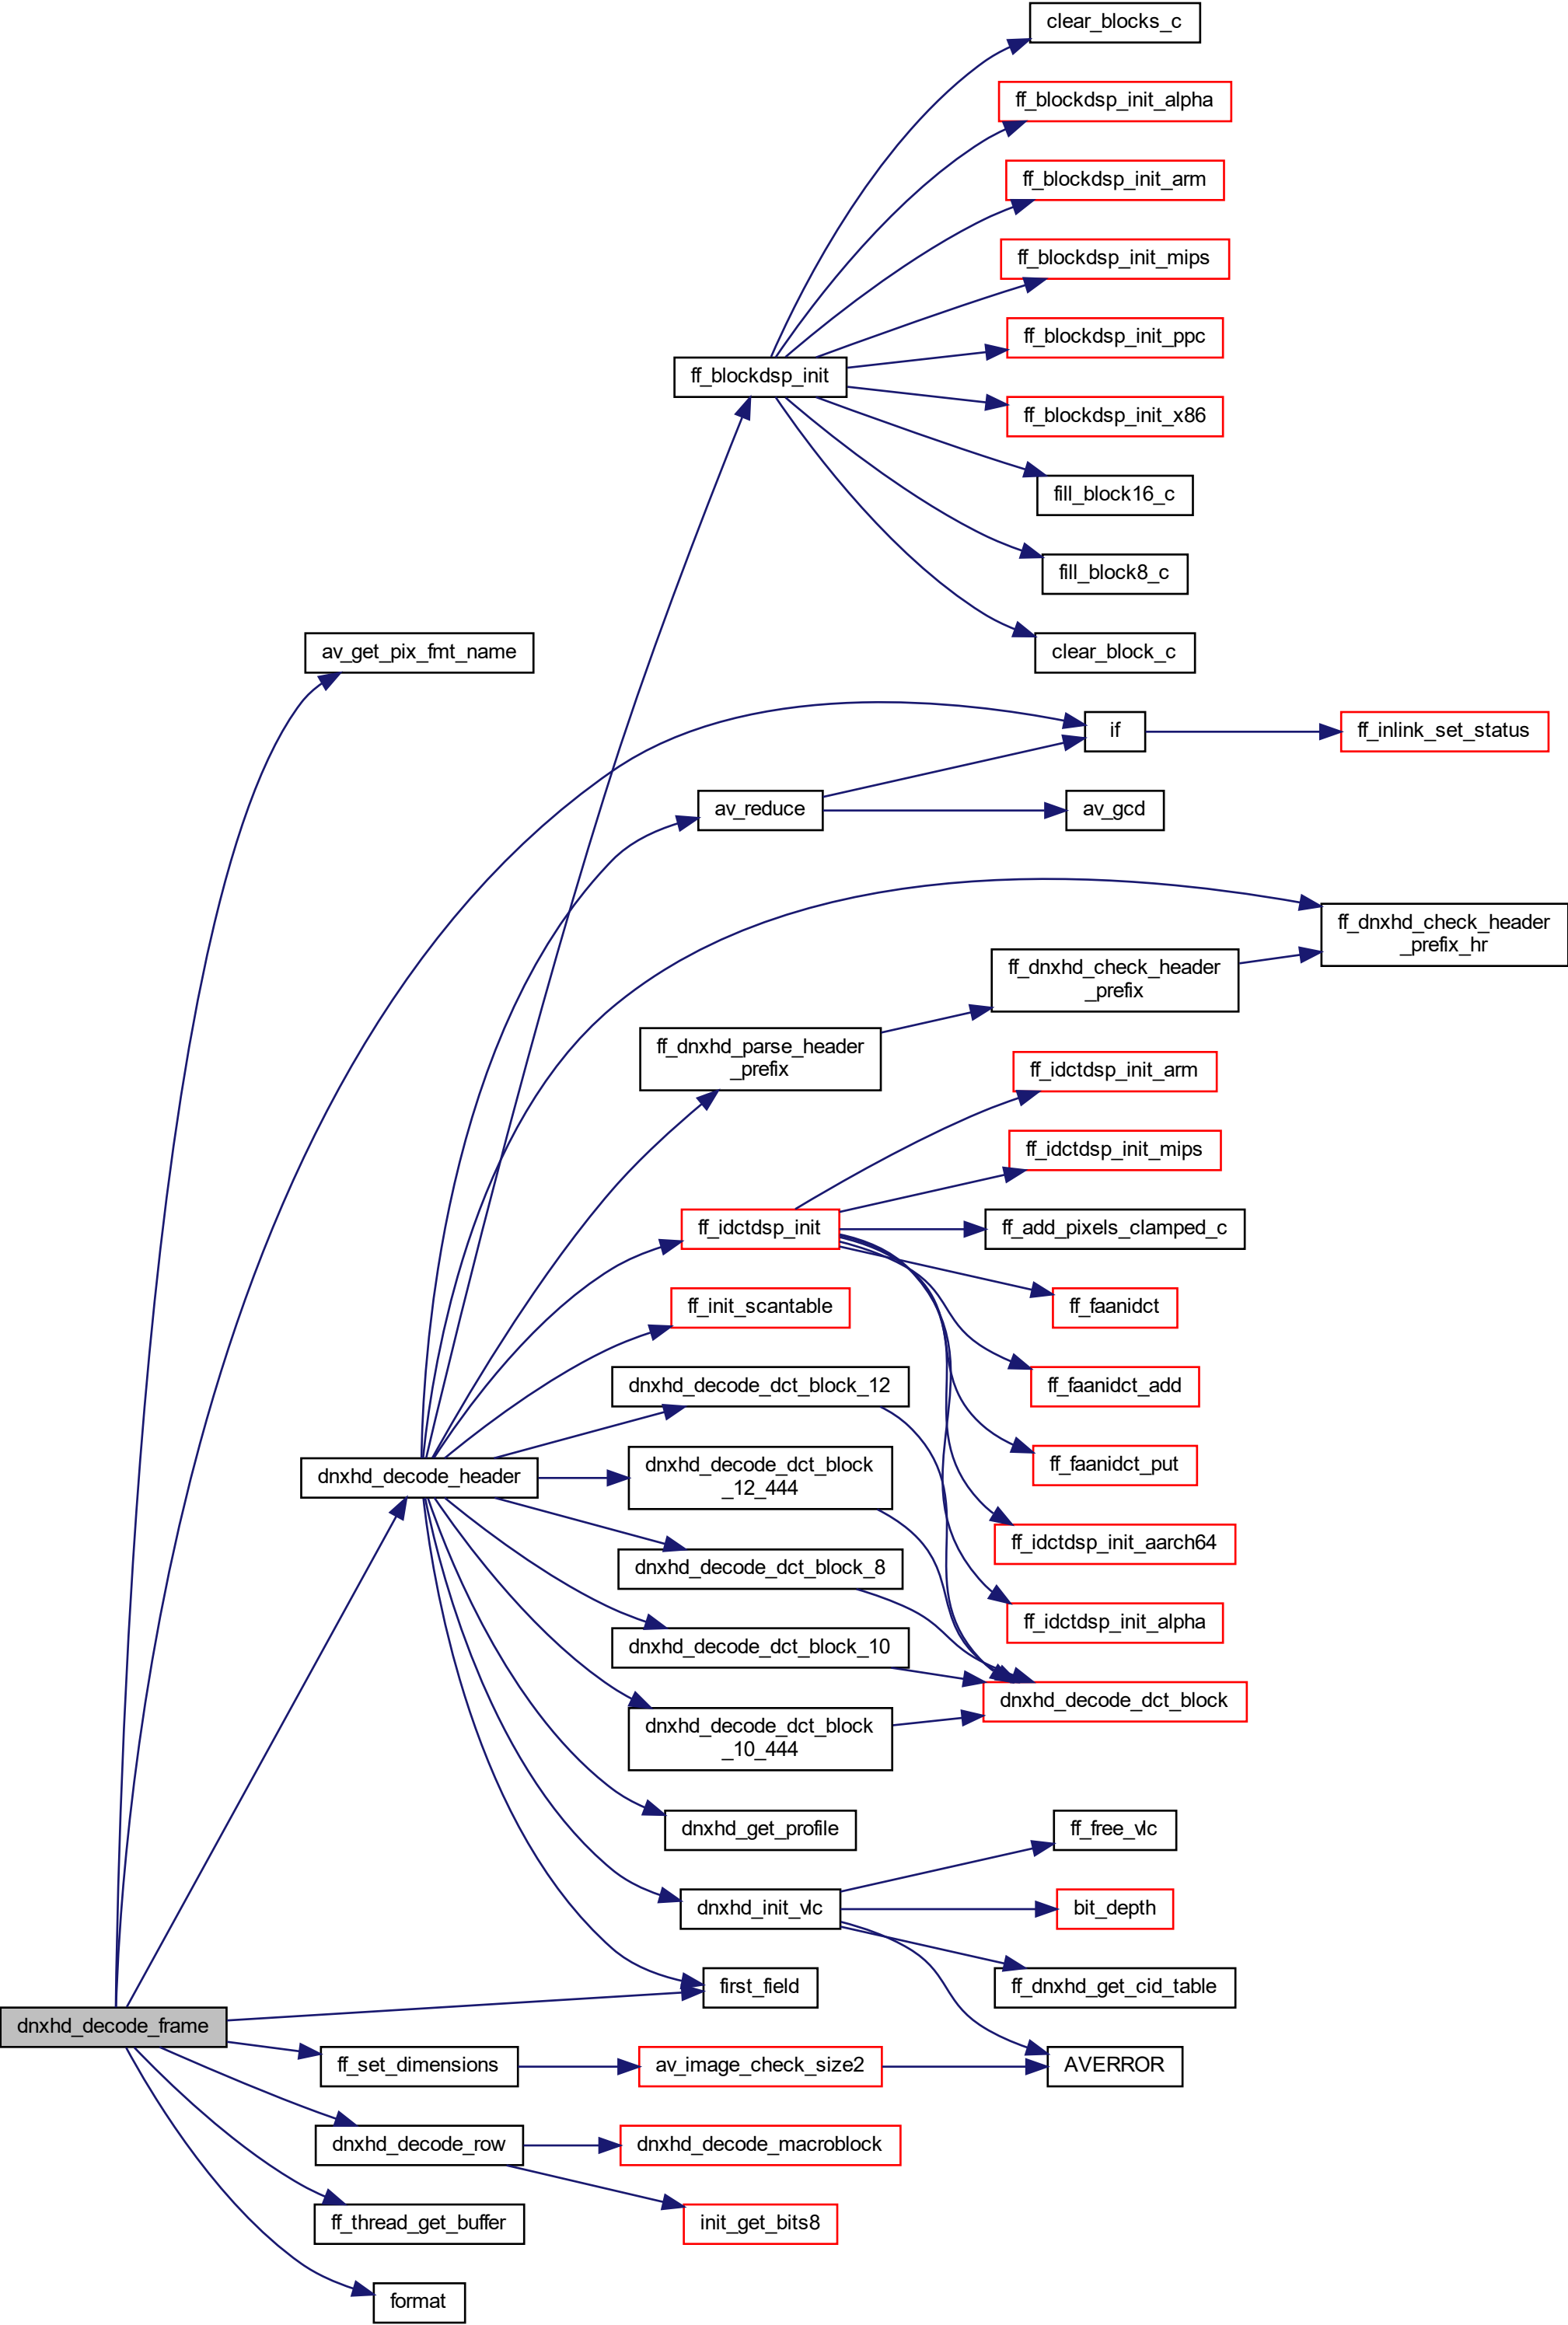 clear_blocks_c
ff_blockdsp_init_alpha
ff_blockdsp_init_arm
ff_blockdsp_init_mips
ff_blockdsp_init_ppc
ff_blockdsp_init
ff_blockdsp_init_x86
fill_block16_c
fill_block8_c
clear_block_c
av_get_pix_fmt_name
if
ff_inlink_set_status
av_reduce
av_gcd
ff_dnxhd_check_header
_prefix_hr
ff_dnxhd_check_header
_prefix
ff_dnxhd_parse_header
_prefix
ff_idctdsp_init_arm
ff_idctdsp_init_mips
ff_idctdsp_init
ff_add_pixels_clamped_c
ff_init_scantable
ff_faanidct
dnxhd_decode_dct_block_12
ff_faanidct_add
dnxhd_decode_header
dnxhd_decode_dct_block
_12_444
ff_faanidct_put
dnxhd_decode_dct_block_8
ff_idctdsp_init_aarch64
dnxhd_decode_dct_block_10
ff_idctdsp_init_alpha
dnxhd_decode_dct_block
_10_444
dnxhd_decode_dct_block
dnxhd_get_profile
ff_free_vlc
dnxhd_init_vlc
bit_depth
first_field
ff_dnxhd_get_cid_table
dnxhd_decode_frame
ff_set_dimensions
av_image_check_size2
AVERROR
dnxhd_decode_row
dnxhd_decode_macroblock
ff_thread_get_buffer
init_get_bits8
format